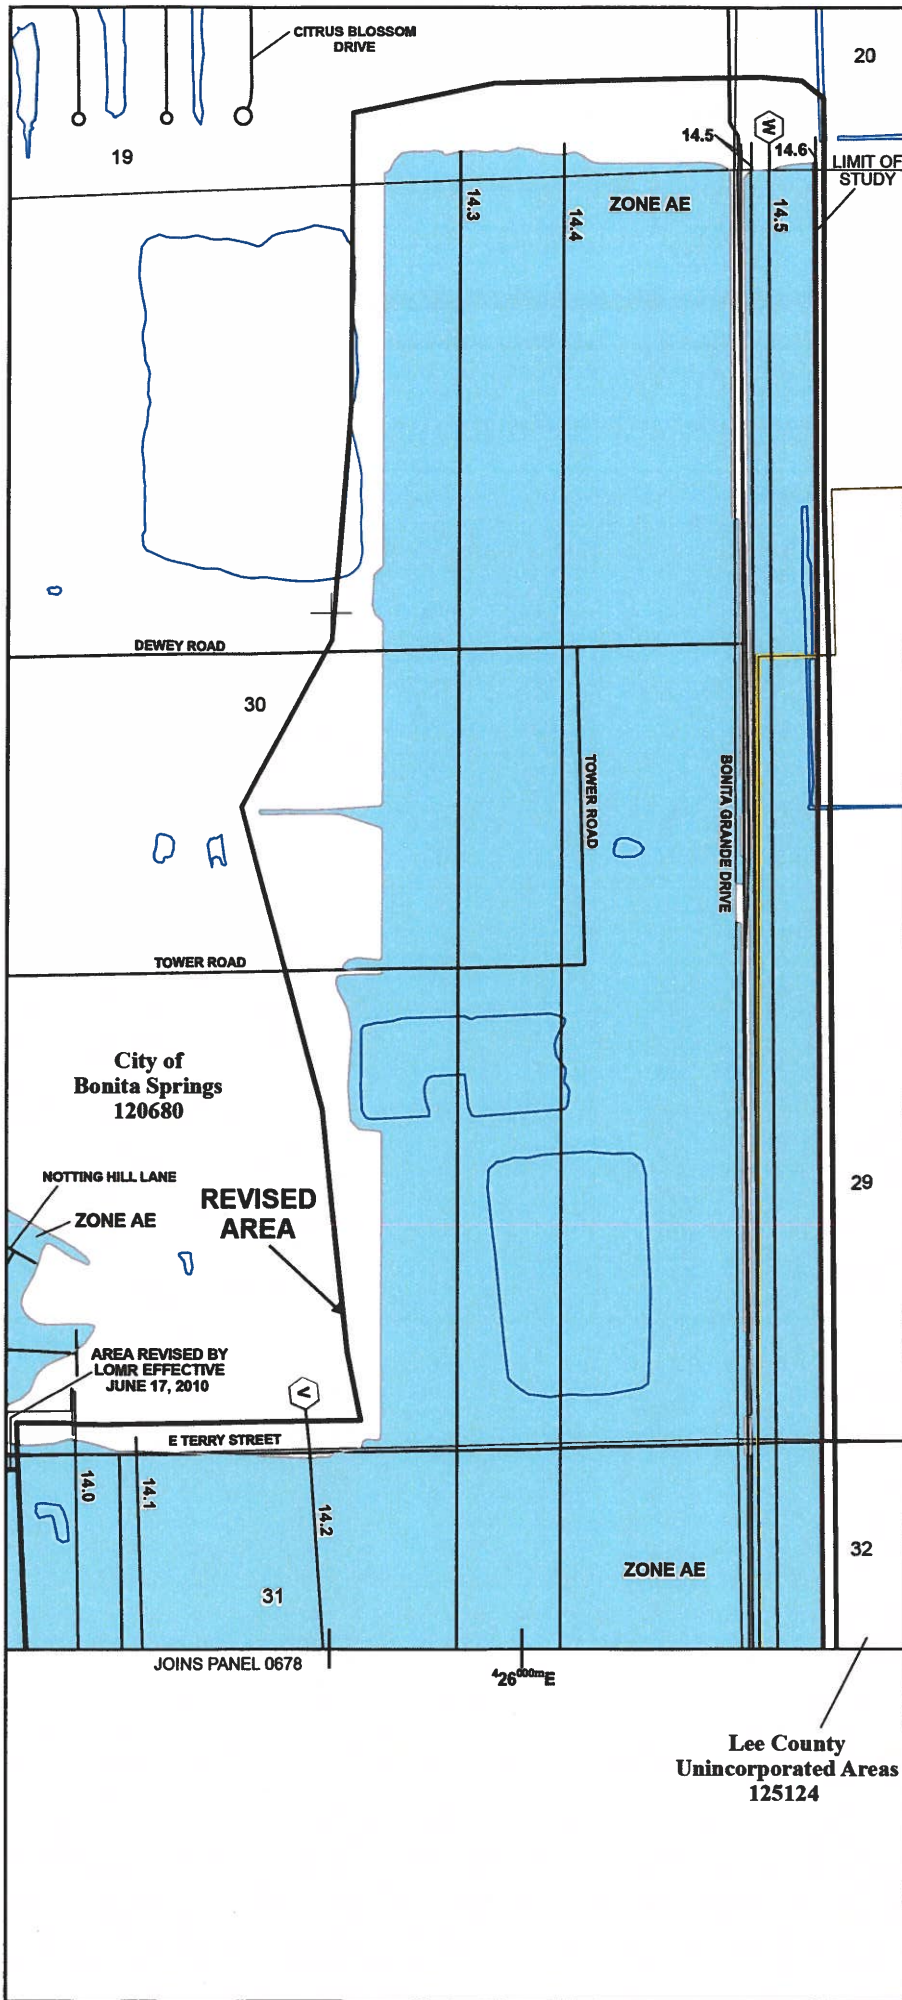 CITRUS BLOSSOM
DRIVE
20
19
14.5
W
14.6
LIMIT OF
STUDY
14.3
14.4
ZONE AE
14.5
DEWEY ROAD
30
TOWER ROAD
BONITA GRANDE DRIVE
TOWER ROAD
City of
Bonita Springs
120680
NOTTING HILL LANE
ZONE AE
REVISED
AREA
29
AREA REVISED BY
LOMR EFFECTIVE
JUNE 17, 2010
V
E TERRY STREET
14.0
14.1
14.2
31
ZONE AE
32
JOINS PANEL 0678
426000mE
Lee County
Unincorporated Areas
125124